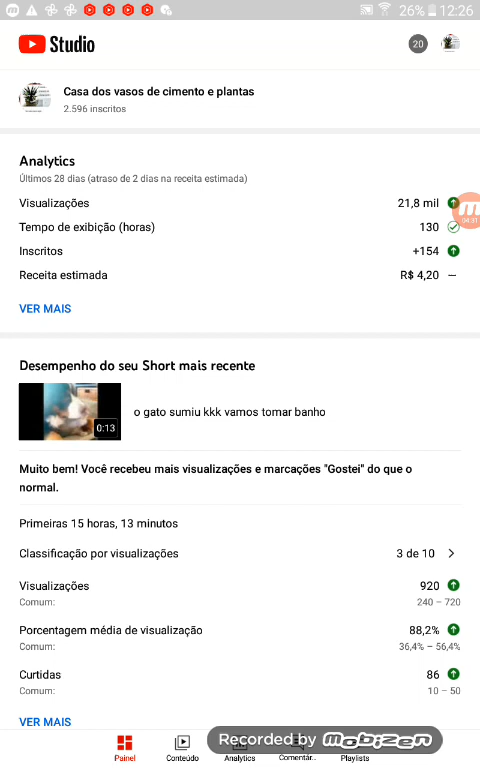 26% 12:26
Studio
20
Casa dos vasos de cimento e plantas
2.596 inscritos
Analytics
Últimos 28 dias (atraso de 2 dias na receita estimada)
Visualizações 21,8 mil
04:31
Tempo de exibição (horas) 130
Inscritos +154
Receita estimada R$ 4,20 —
VER MAIS
Desempenho do seu Short mais recente
0:13
o gato sumiu kkk vamos tomar banho
Muito bem! Você recebeu mais visualizações e marcações "Gostei" do que o
normal.
Primeiras 15 horas, 13 minutos
Classificação por visualizações 3 de 10
Visualizações 920
Comum: 240 – 720
Porcentagem média de visualização 88,2%
Comum: 36,4% – 56,4%
Curtidas 86
Comum: 10 – 50
VER MAIS
Recorded by mobizen
Painel Conteúdo Analytics Comentár.. Playlists